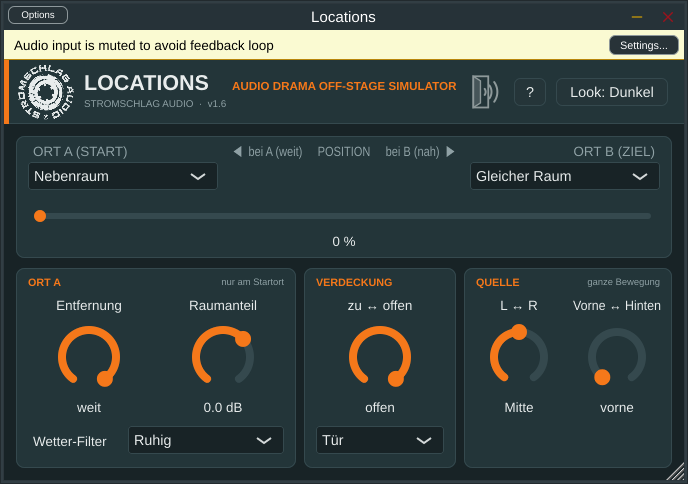 Options
Locations
Audio input is muted to avoid feedback loop
Settings...
STROMSCHLAG AUDIO
LOCATIONS
AUDIO DRAMA OFF-STAGE SIMULATOR
STROMSCHLAG AUDIO · v1.6
?
Look: Dunkel
ORT A (START)
◀ bei A (weit) POSITION bei B (nah) ▶
ORT B (ZIEL)
Nebenraum
Gleicher Raum
0 %
ORT A
nur am Startort
Entfernung
Raumanteil
weit
0.0 dB
Wetter-Filter
Ruhig
VERDECKUNG
zu ↔ offen
offen
Tür
QUELLE
ganze Bewegung
L ↔ R
Vorne ↔ Hinten
Mitte
vorne